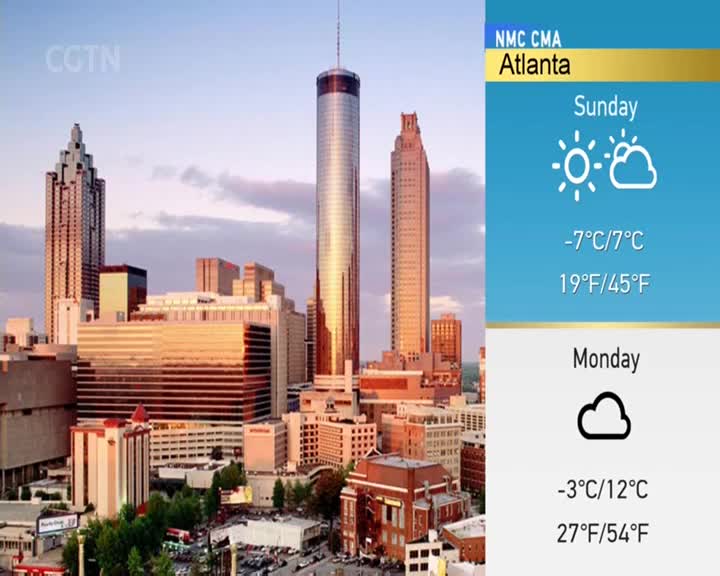 CGTN
NMC CMA
Atlanta
Sunday
-7°C/7°C
19°F/45°F
Monday
-3°C/12°C
27°F/54°F